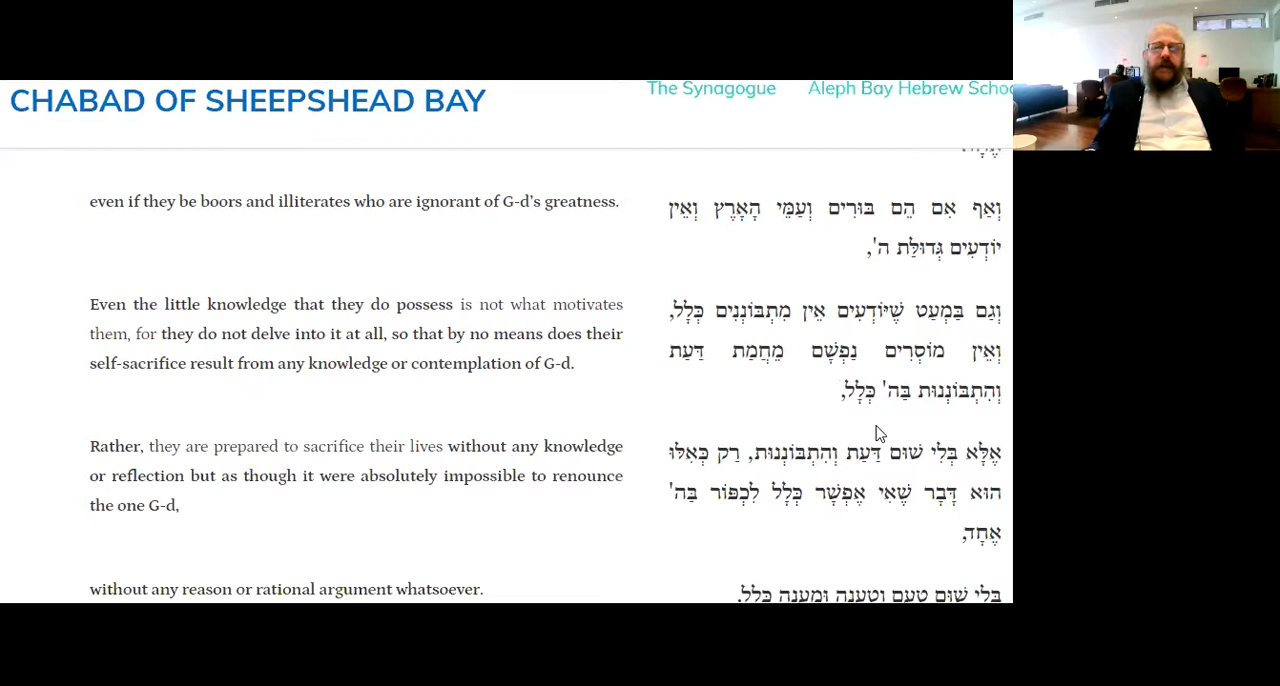 CHABAD OF SHEEPSHEAD BAY
The Synagogue
Aleph Bay Hebrew Schoo
even if they be boors and illiterates who are ignorant of G-d's greatness.
וְאַף אִם הֵם בּוּרִים וְעַמֵּי הָאָרֶץ וְאֵין
יוֹדְעִים גְּדוּלַּת ה',
Even the little knowledge that they do possess is not what motivates
them, for they do not delve into it at all, so that by no means does their
self-sacrifice result from any knowledge or contemplation of G-d.
וְגַם בַּמְּעַט שֶׁיּוֹדְעִים אֵין מִתְבּוֹנְנִים כְּלָל,
וְאֵין מוֹסְרִים נַפְשָׁם מֵחֲמַת דַּעַת
וְהִתְבּוֹנְנוּת בַּה' כְּלָל,
Rather, they are prepared to sacrifice their lives without any knowledge
or reflection but as though it were absolutely impossible to renounce
the one G-d,
אֶלָּא בְּלִי שׁוּם דַּעַת וְהִתְבּוֹנְנוּת, רַק כְּאִלּוּ
הוּא דָּבָר שֶׁאִי אֶפְשָׁר כְּלָל לִכְפּוֹר בַּה'
אֶחָד,
without any reason or rational argument whatsoever.
בְּלִי שׁוּם טַעַם וְטַעֲנָה וּמַעֲנֶה כְּלָל.